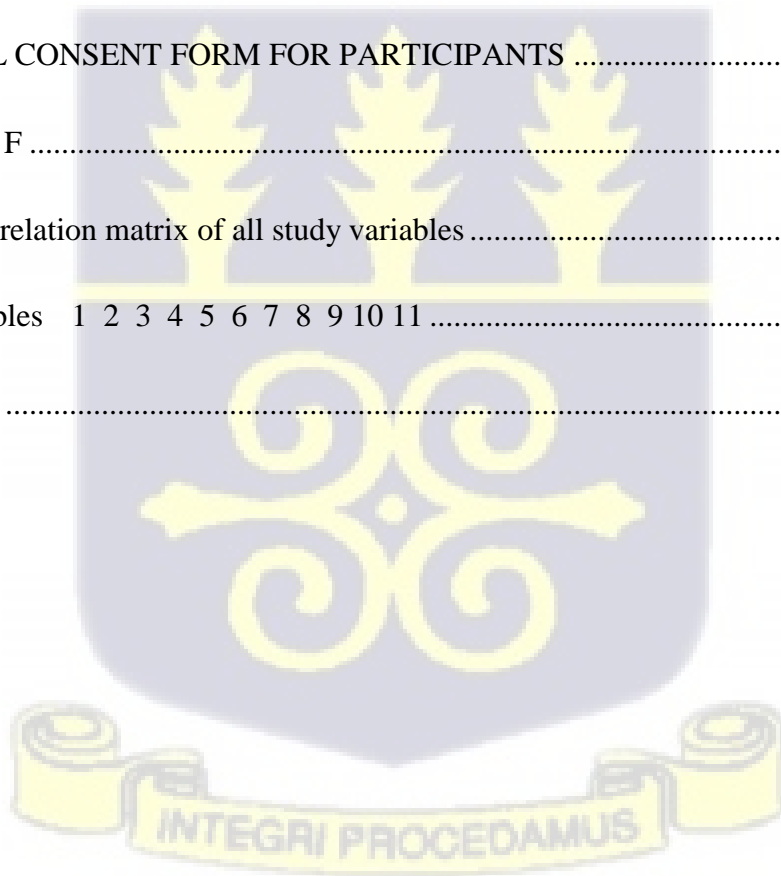 L CONSENT FORM FOR PARTICIPANTS ..........................
F ................................................................................................
relation matrix of all study variables .......................................
bles 1 2 3 4 5 6 7 8 9 10 11 ............................................
....................................................................................................
INTEGRI PROCEDAMUS